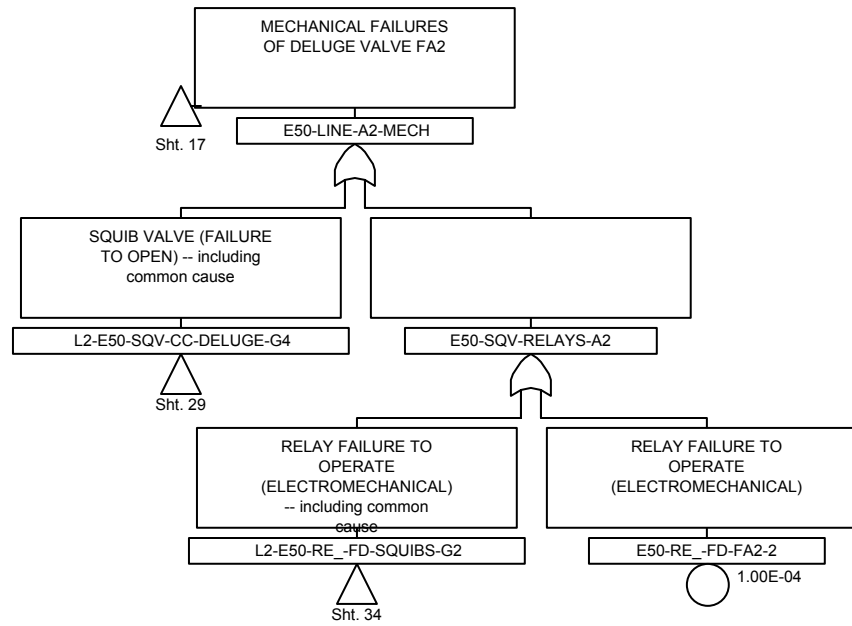 MECHANICAL FAILURES
OF DELUGE VALVE FA2
Sht. 17
E50-LINE-A2-MECH
SQUIB VALVE (FAILURE
TO OPEN) -- including
common cause
L2-E50-SQV-CC-DELUGE-G4
E50-SQV-RELAYS-A2
Sht. 29
RELAY FAILURE TO
OPERATE
(ELECTROMECHANICAL)
-- including common
cause
RELAY FAILURE TO
OPERATE
(ELECTROMECHANICAL)
L2-E50-RE_-FD-SQUIBS-G2
E50-RE_-FD-FA2-2
1.00E-04
Sht. 34